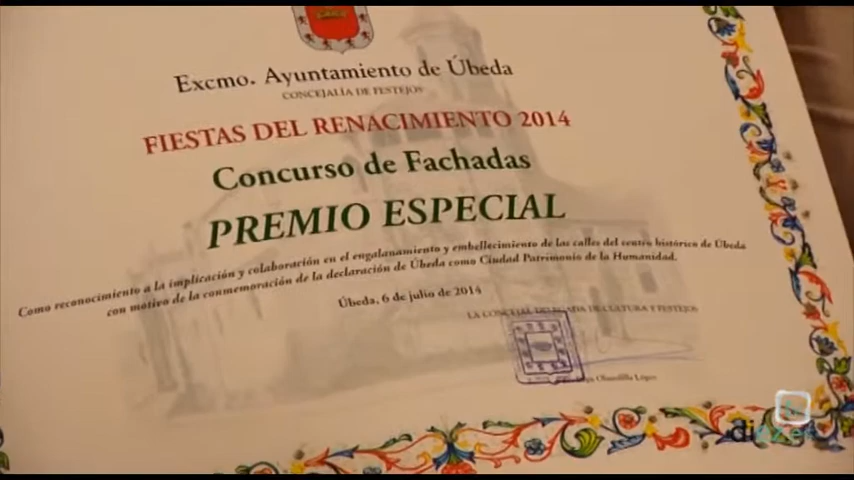 Excmo. Ayuntamiento de Úbeda
CONCEJALÍA DE FESTEJOS
FIESTAS DEL RENACIMIENTO 2014
Concurso de Fachadas
PREMIO ESPECIAL
Como reconocimiento a la implicación y colaboración en el engalanamiento y embellecimiento de las calles del centro histórico de Úbeda
con motivo de la conmemoración de la declaración de Úbeda como Ciudad Patrimonio de la Humanidad.
Úbeda, 6 de julio de 2014
LA CONCEJAL DELEGADA DE CULTURA Y FESTEJOS